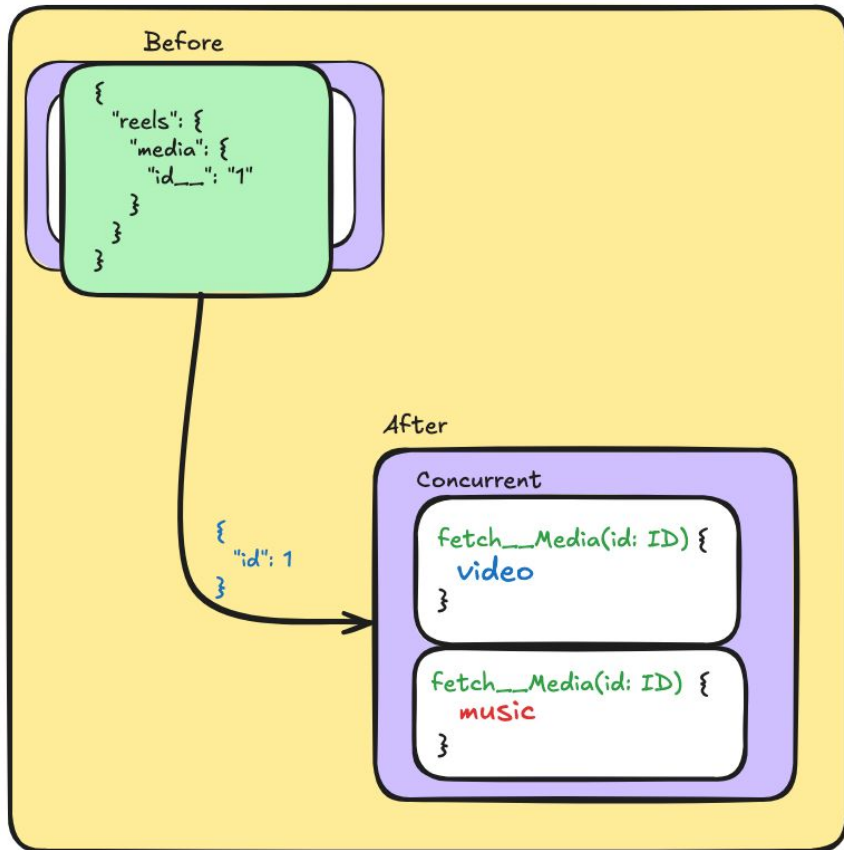 Before
{
"reels": {
"media": {
"id__": "1"
}
}
}
{
"id": 1
}
After
Concurrent
fetch__Media(id: ID) {
video
}
fetch__Media(id: ID) {
music
}